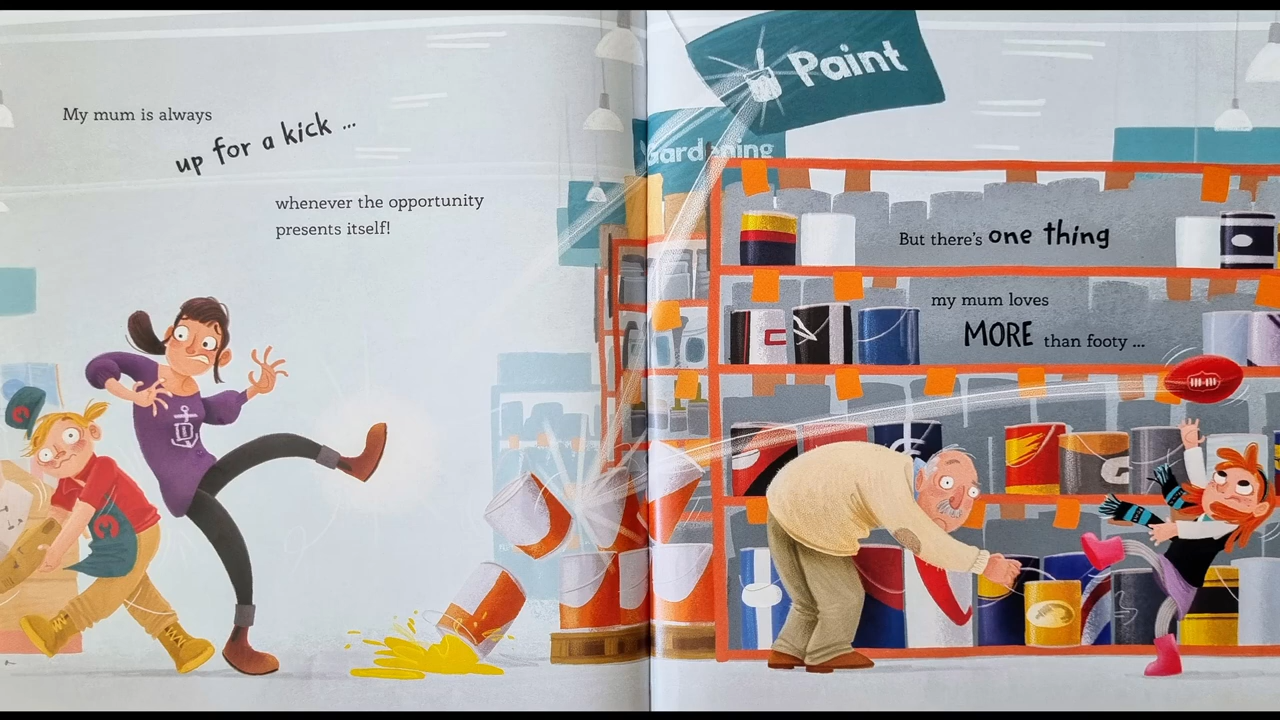 My mum is always
up for a kick ...
whenever the opportunity
presents itself!
Paint
Gardening
But there's one thing
my mum loves
MORE than footy ...